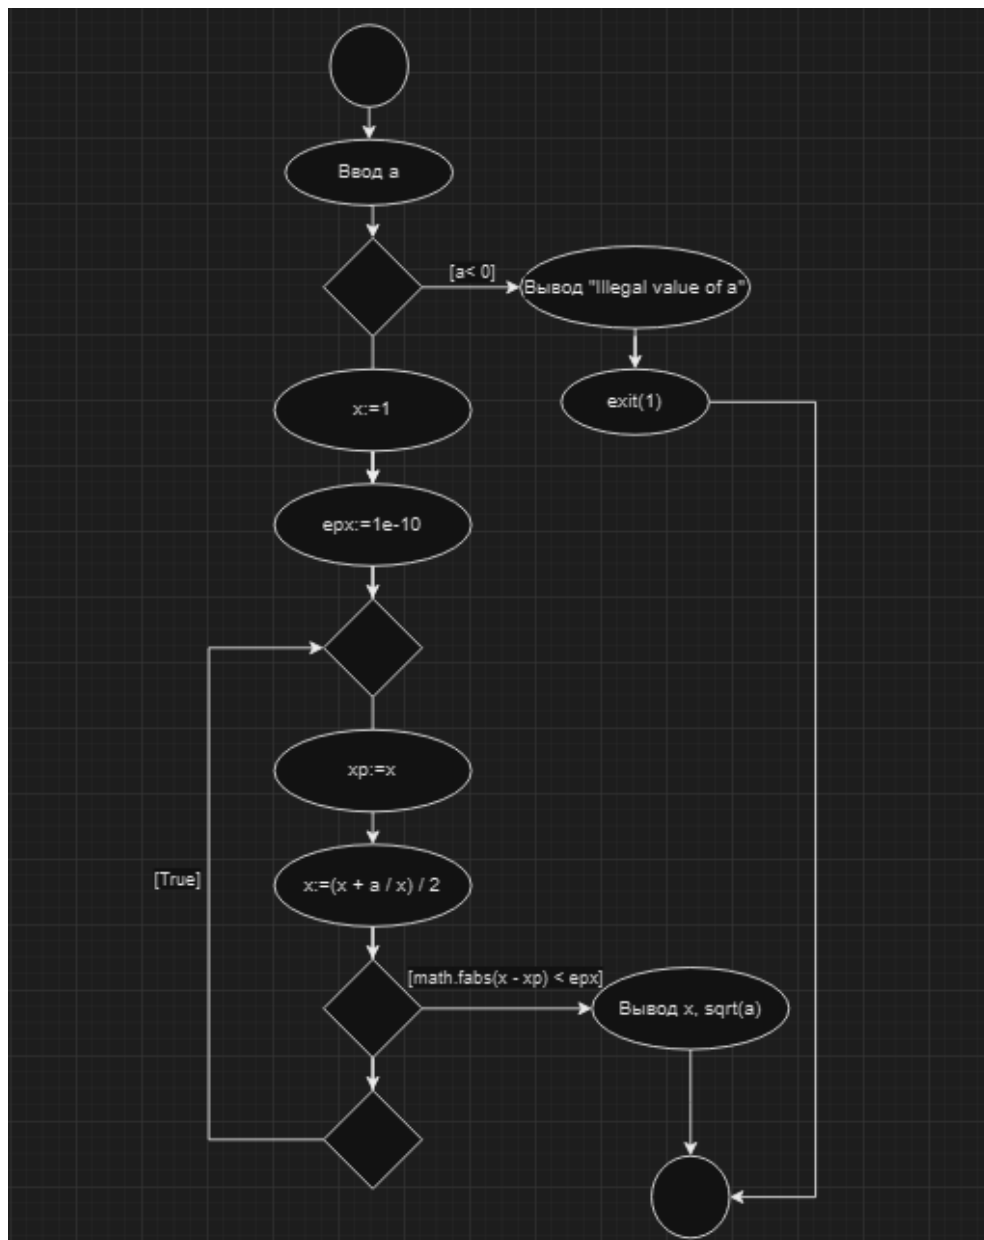 Ввод a
[a< 0]
Вывод "Illegal value of a"
x:=1
exit(1)
epx:=1e-10
xp:=x
[True]
x:=(x + a / x) / 2
[math.fabs(x - xp) < epx]
Вывод x, sqrt(a)